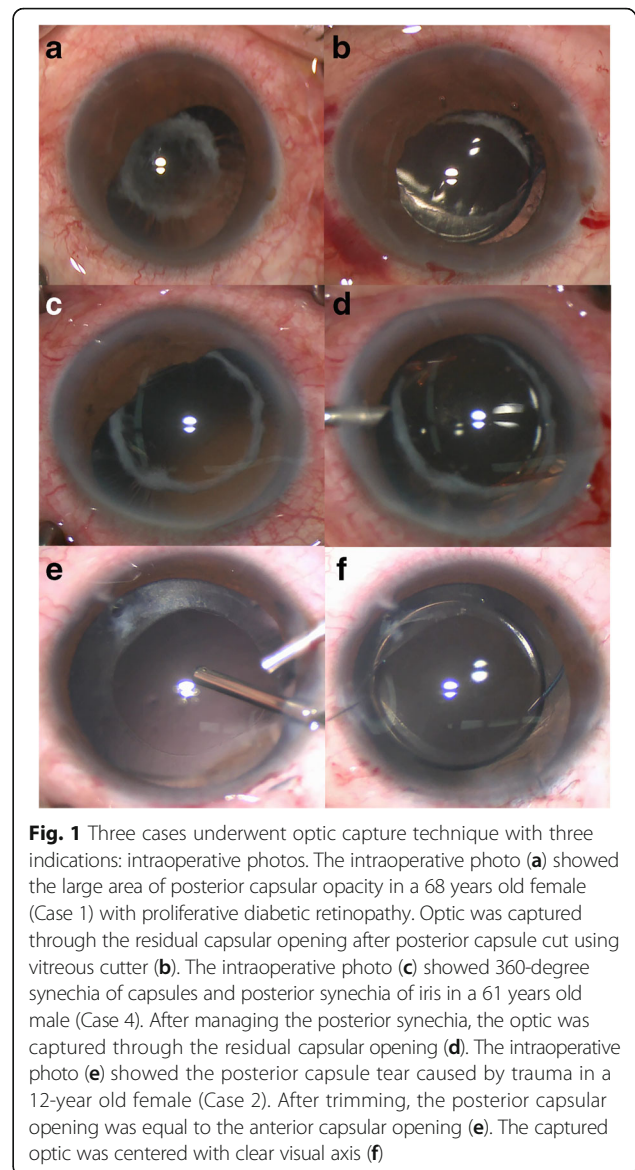 a
b
c
d
e
f
Fig. 1 Three cases underwent optic capture technique with three
indications: intraoperative photos. The intraoperative photo (a) showed
the large area of posterior capsular opacity in a 68 years old female
(Case 1) with proliferative diabetic retinopathy. Optic was captured
through the residual capsular opening after posterior capsule cut using
vitreous cutter (b). The intraoperative photo (c) showed 360-degree
synechia of capsules and posterior synechia of iris in a 61 years old
male (Case 4). After managing the posterior synechia, the optic was
captured through the residual capsular opening (d). The intraoperative
photo (e) showed the posterior capsule tear caused by trauma in a
12-year old female (Case 2). After trimming, the posterior capsular
opening was equal to the anterior capsular opening (e). The captured
optic was centered with clear visual axis (f)